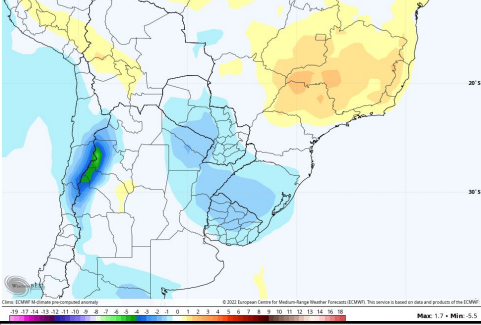 20°S
30°S
Clima: ECMWF M-climate pre-computed anomaly
© 2022 European Centre for Medium-Range Weather Forecasts (ECMWF). This service is based on data and products of the ECMWF
-19 -17 -15 -14 -13 -12 -11 -10 -9 -8 -7 -6 -5 -4 -3 -2 -1 0 1 2 3 4 5 6 7 8 9 10 11 12 13 14 15 16 18
Max: 1.7 • Min: -5.5